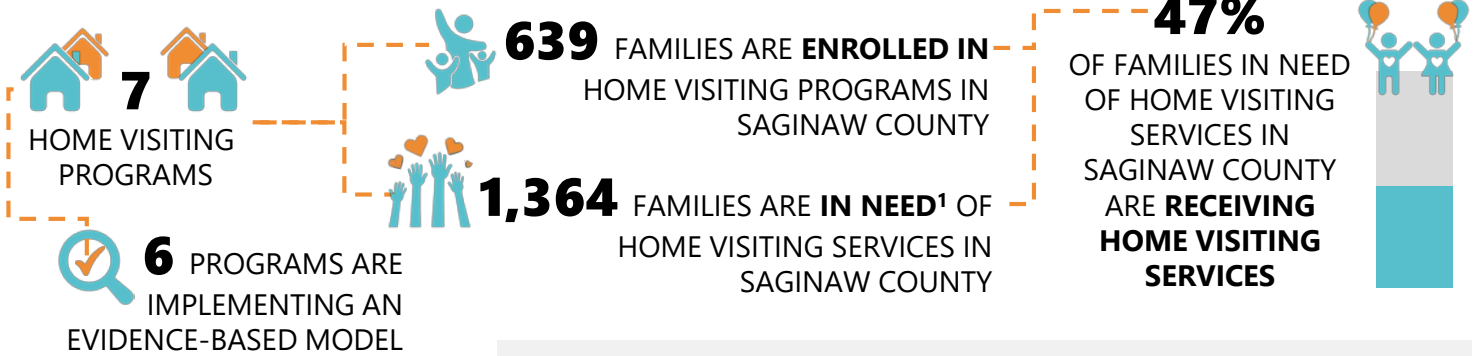 7
HOME VISITING
PROGRAMS
6 PROGRAMS ARE
IMPLEMENTING AN
EVIDENCE-BASED MODEL
639 FAMILIES ARE ENROLLED IN
HOME VISITING PROGRAMS IN
SAGINAW COUNTY
1,364 FAMILIES ARE IN NEED¹ OF
HOME VISITING SERVICES IN
SAGINAW COUNTY
47%
OF FAMILIES IN NEED
OF HOME VISITING
SERVICES IN
SAGINAW COUNTY
ARE RECEIVING
HOME VISITING
SERVICES